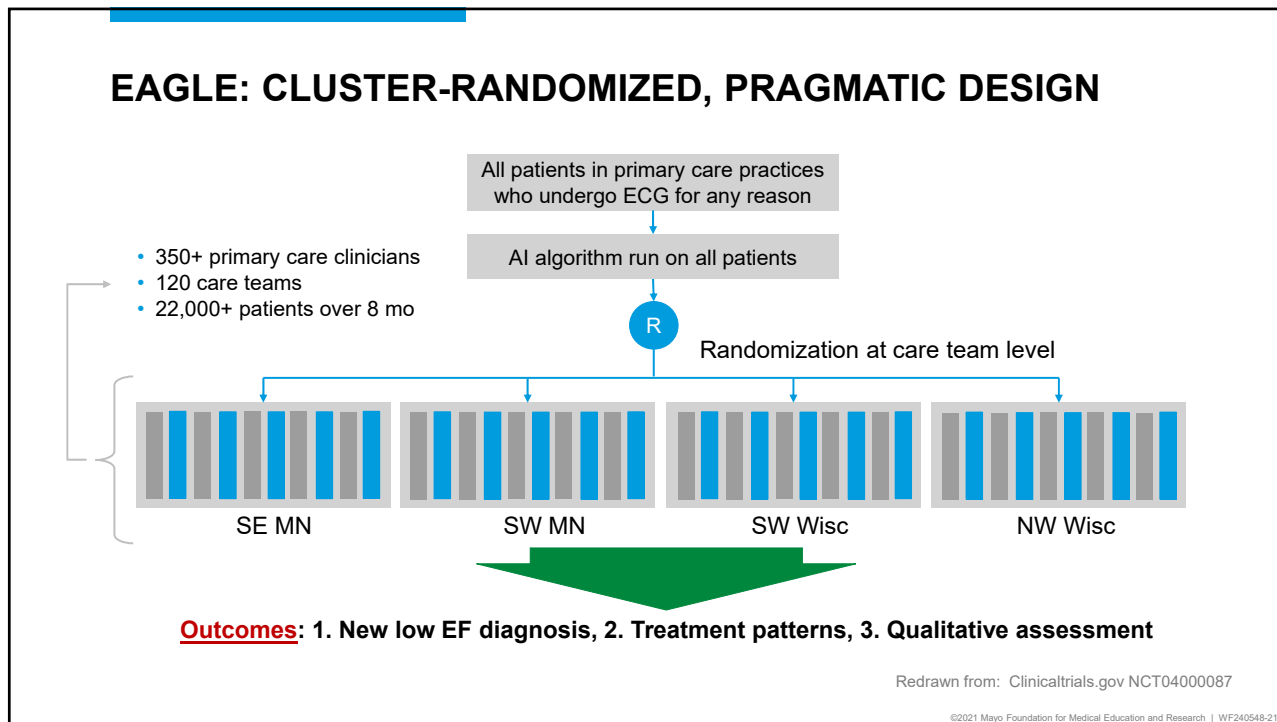 EAGLE: CLUSTER-RANDOMIZED, PRAGMATIC DESIGN
All patients in primary care practices
who undergo ECG for any reason
• 350+ primary care clinicians
• 120 care teams
• 22,000+ patients over 8 mo
AI algorithm run on all patients
R
Randomization at care team level
SE MN
SW MN
SW Wisc
NW Wisc
Outcomes: 1. New low EF diagnosis, 2. Treatment patterns, 3. Qualitative assessment
Redrawn from: Clinicaltrials.gov NCT04000087
©2021 Mayo Foundation for Medical Education and Research | WF240548-21